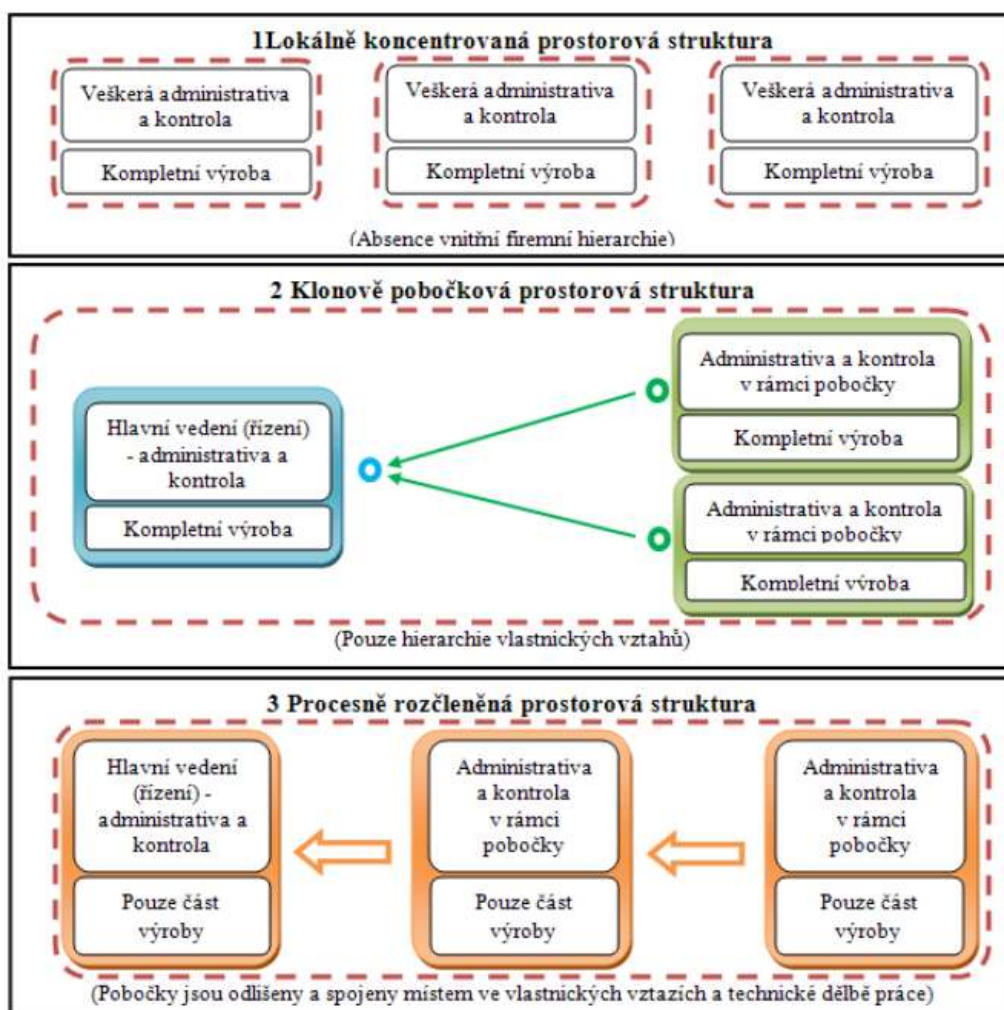 1Lokálně koncentrovaná prostorová struktura
Veškerá administrativa
a kontrola
Kompletní výroba
Veškerá administrativa
a kontrola
Kompletní výroba
Veškerá administrativa
a kontrola
Kompletní výroba
(Absence vnitřní firemní hierarchie)
2 Klonově pobočková prostorová struktura
Hlavní vedení (řízení)
- administrativa a
kontrola
Kompletní výroba
Administrativa a kontrola
v rámci pobočky
Kompletní výroba
Administrativa a kontrola
v rámci pobočky
Kompletní výroba
(Pouze hierarchie vlastnických vztahů)
3 Procesně rozčleněná prostorová struktura
Hlavní vedení
(řízení) -
administrativa a
kontrola
Pouze část
výroby
Administrativa
a kontrola
v rámci
pobočky
Pouze část
výroby
Administrativa
a kontrola
v rámci
pobočky
Pouze část
výroby
(Pobočky jsou odlišeny a spojeny místem ve vlastnických vztazích a technické dělbě práce)